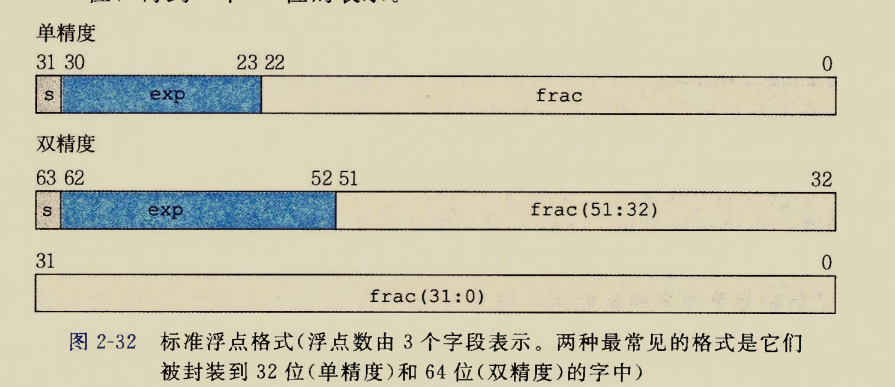 单精度
31 30 23 22 0
s exp frac
双精度
63 62 52 51 32
s exp frac(51:32)
31 0
frac(31:0)
图 2-32 标准浮点格式(浮点数由 3 个字段表示。两种最常见的格式是它们
被封装到 32 位(单精度)和 64 位(双精度)的字中)